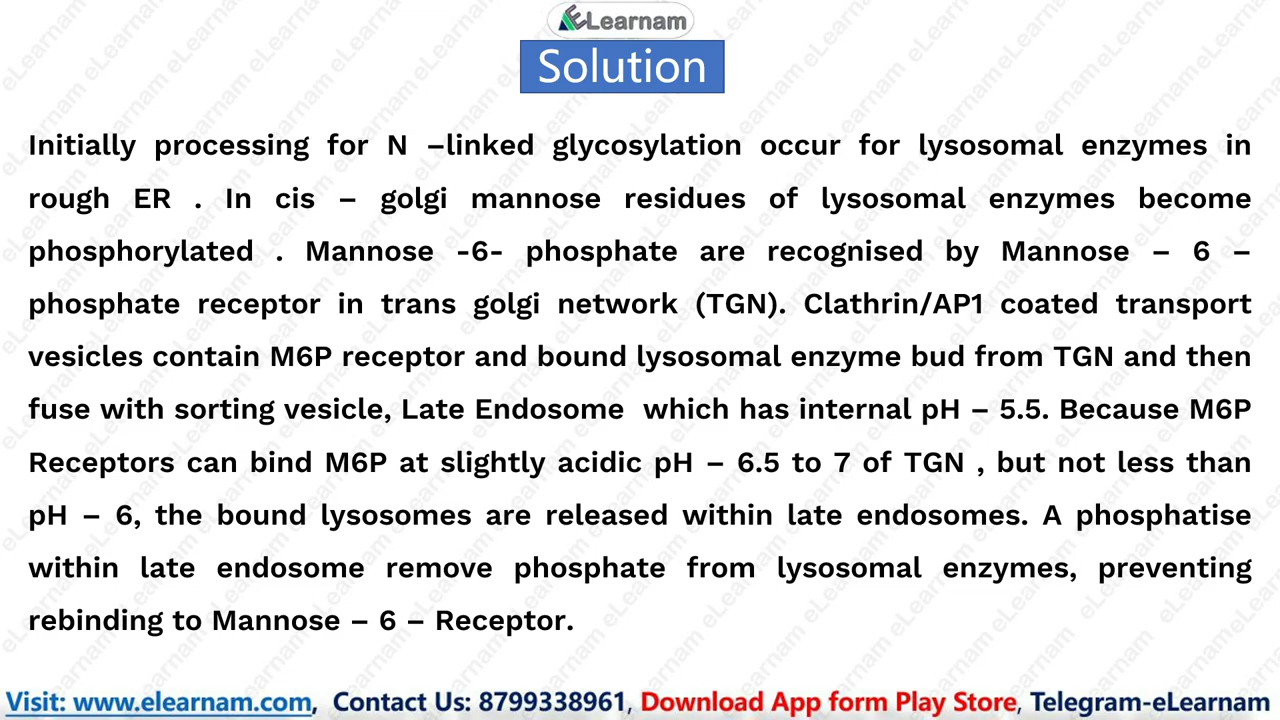 ELearnam
Solution
Initially processing for N –linked glycosylation occur for lysosomal enzymes in
rough ER . In cis – golgi mannose residues of lysosomal enzymes become
phosphorylated . Mannose -6- phosphate are recognised by Mannose – 6 –
phosphate receptor in trans golgi network (TGN). Clathrin/AP1 coated transport
vesicles contain M6P receptor and bound lysosomal enzyme bud from TGN and then
fuse with sorting vesicle, Late Endosome which has internal pH – 5.5. Because M6P
Receptors can bind M6P at slightly acidic pH – 6.5 to 7 of TGN , but not less than
pH – 6, the bound lysosomes are released within late endosomes. A phosphatise
within late endosome remove phosphate from lysosomal enzymes, preventing
rebinding to Mannose – 6 – Receptor.
Visit: www.elearnam.com, Contact Us: 8799338961, Download App form Play Store, Telegram-eLearnam